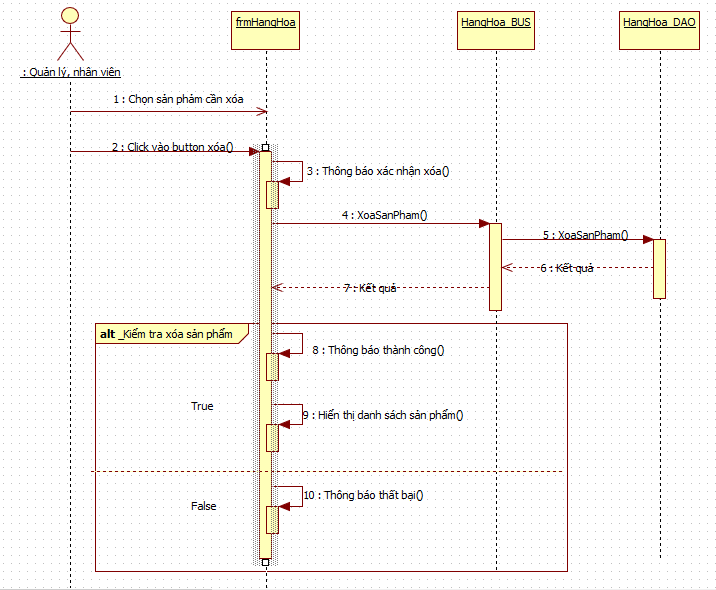 frmHangHoa
HangHoa_BUS
HangHoa_DAO
: Quản lý, nhân viên
1 : Chọn sản phảm cần xóa
2 : Click vào button xóa()
3 : Thông báo xác nhận xóa()
4 : XoaSanPham()
5 : XoaSanPham()
6 : Kết quả
7 : Kết quả
alt _Kiểm tra xóa sản phẩm
8 : Thông báo thành công()
True
9 : Hiển thị danh sách sản phẩm()
10 : Thông báo thất bại()
False